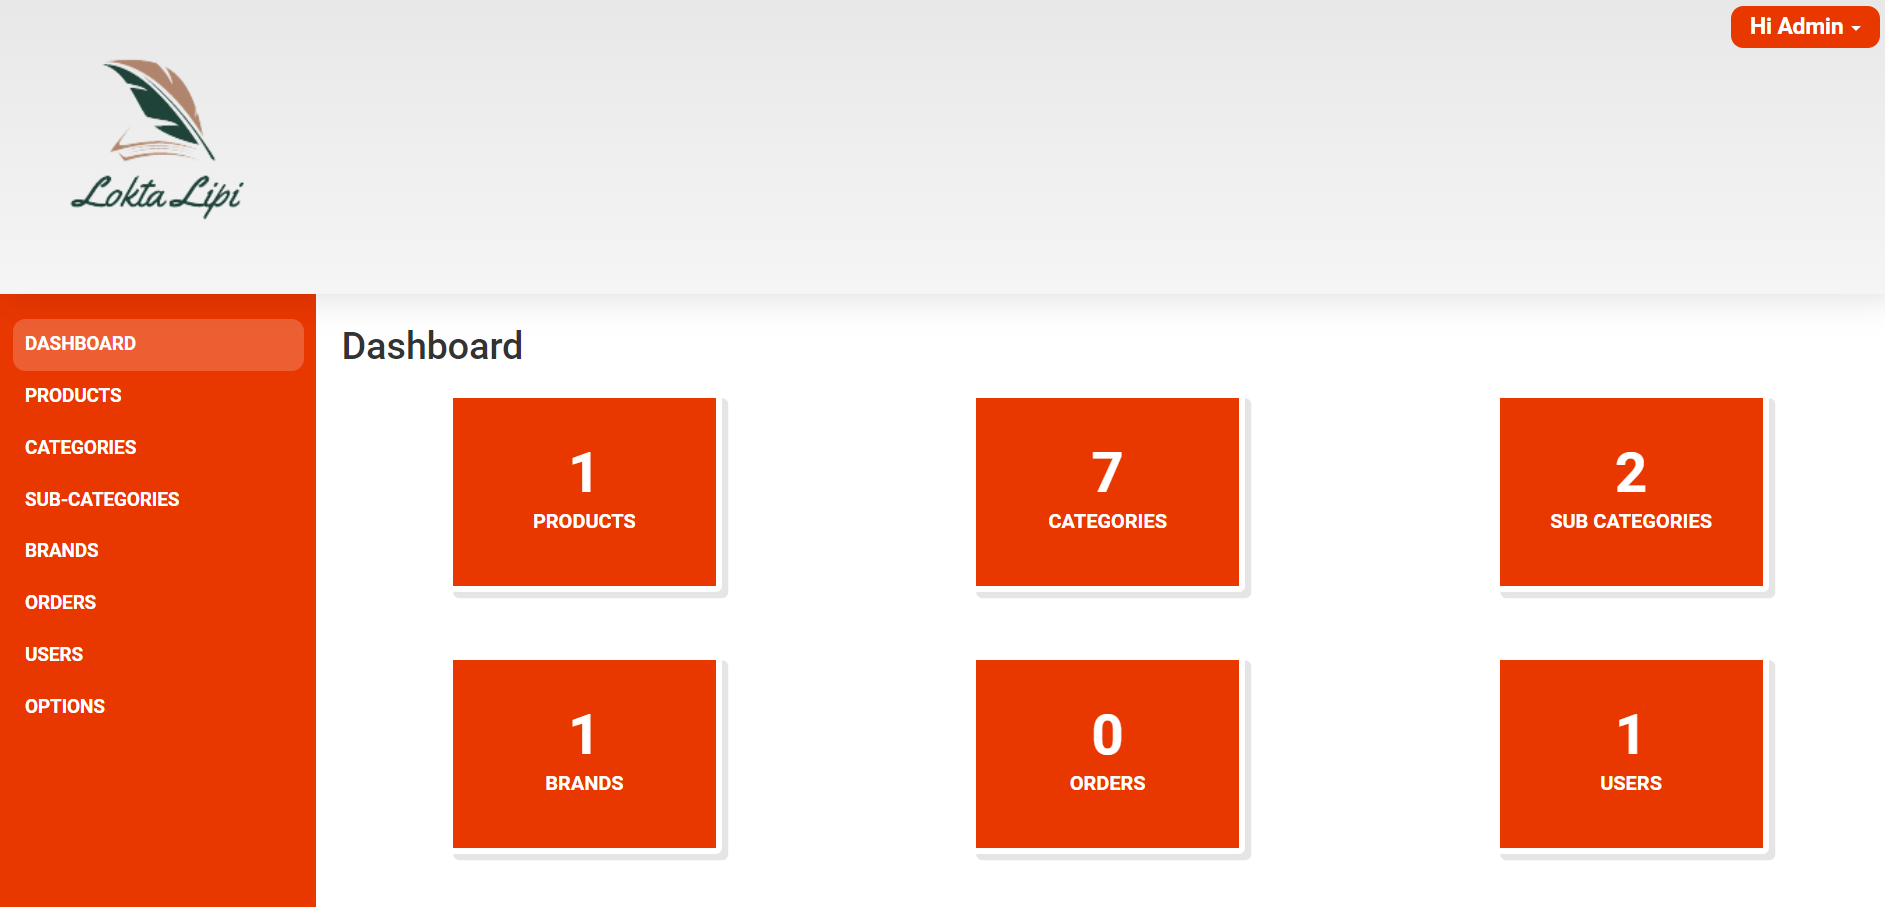 Hi Admin
Lokta Lipi
DASHBOARD
PRODUCTS
CATEGORIES
SUB-CATEGORIES
BRANDS
ORDERS
USERS
OPTIONS
Dashboard
1
PRODUCTS
7
CATEGORIES
2
SUB CATEGORIES
1
BRANDS
0
ORDERS
1
USERS